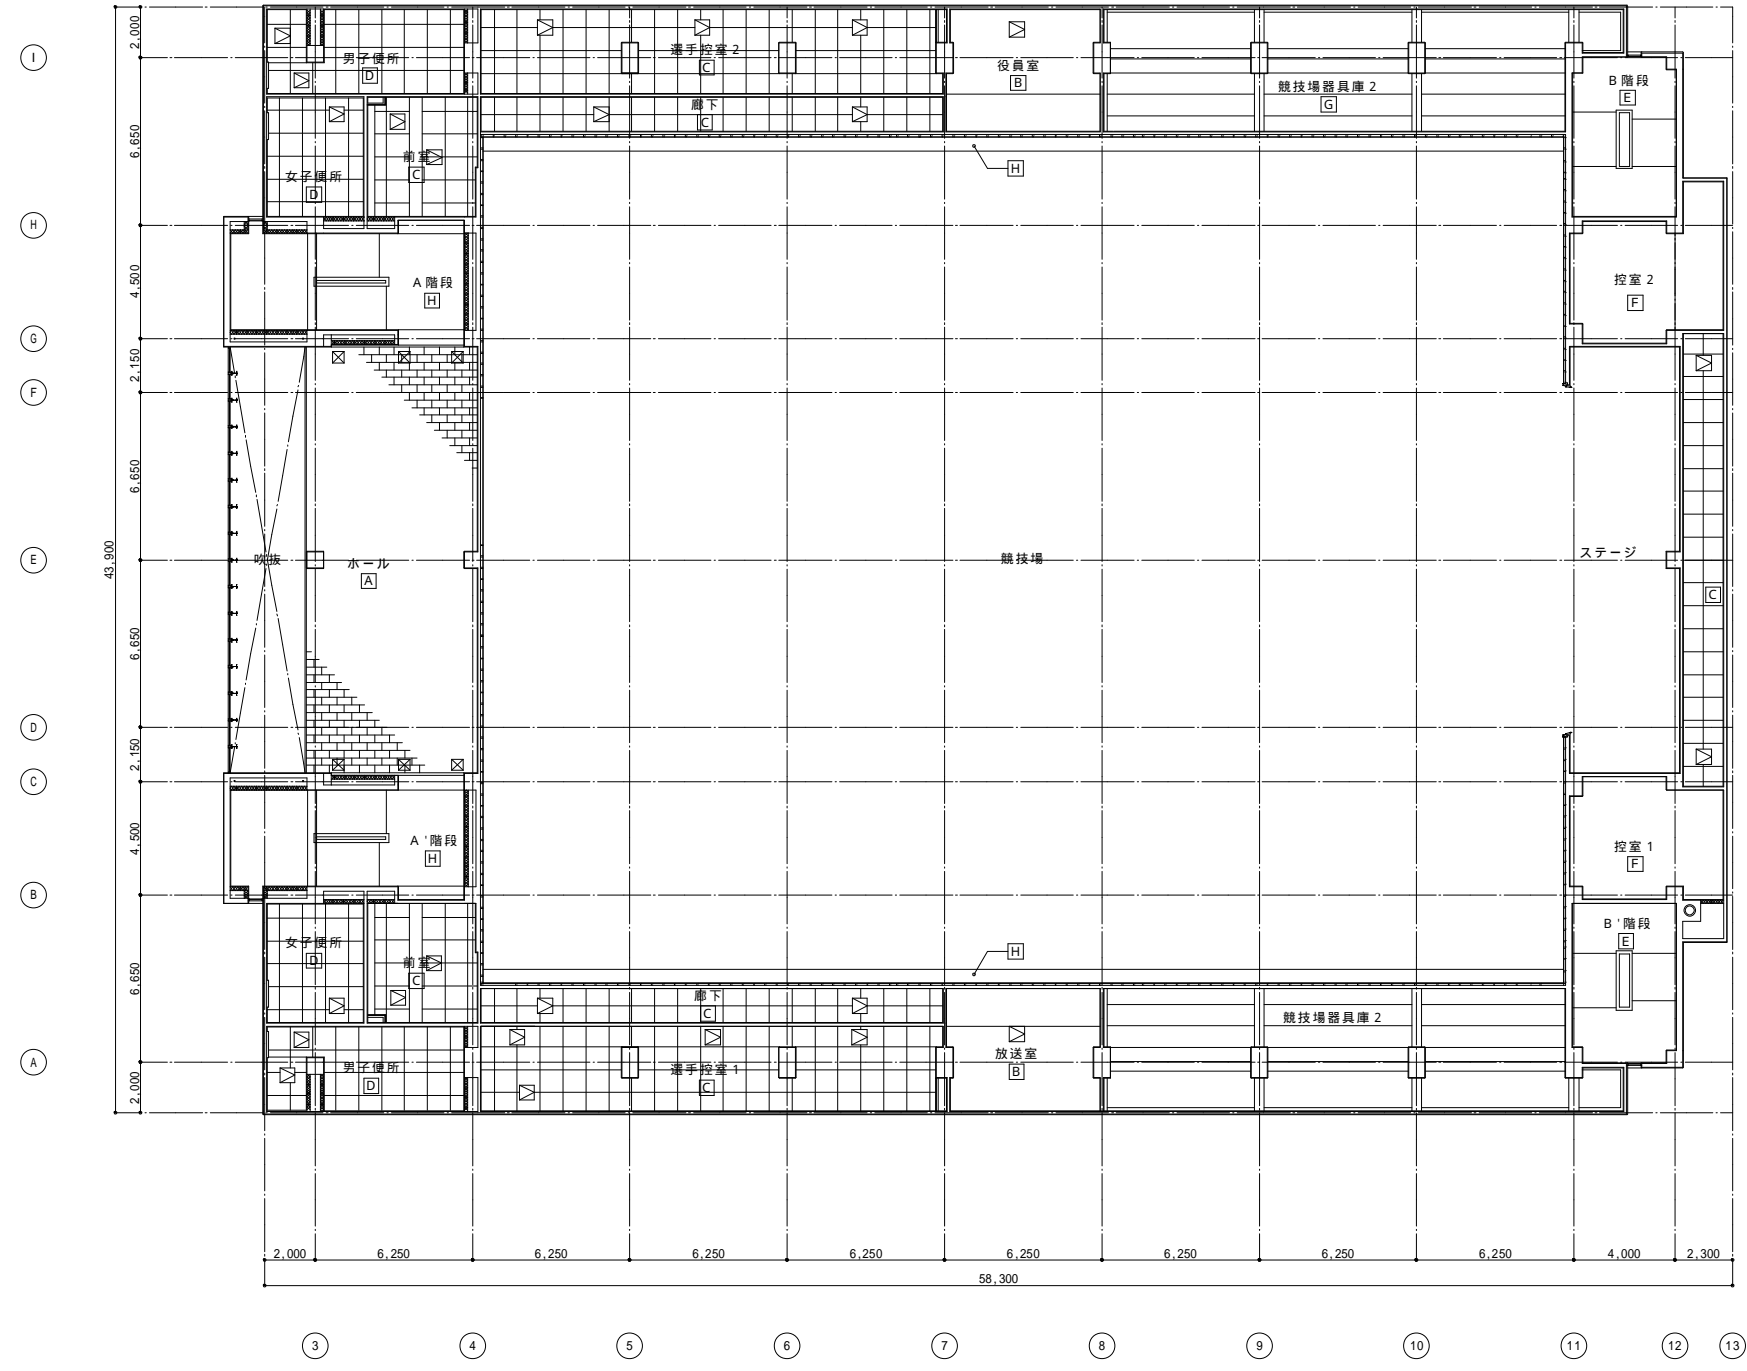 I
2,000
男子便所
D
選手控室 2
C
役員室
B
競技場器具庫 2
G
B 階段
E
廊下
C
6,650
前室
C
女子便所
D
H
H
A 階段
H
4,500
控室 2
F
G
2,150
F
6,650
43,900
E
吹抜
ホール
A
競技場
ステージ
C
6,650
D
2,150
C
4,500
A '階段
H
控室 1
F
B
女子便所
D
前室
C
H
B '階段
E
6,650
廊下
C
競技場器具庫 2
A
男子便所
D
選手控室 1
C
放送室
B
2,000
2,000
6,250
6,250
6,250
6,250
6,250
6,250
6,250
6,250
4,000
2,300
58,300
3
4
5
6
7
8
9
10
11
12
13